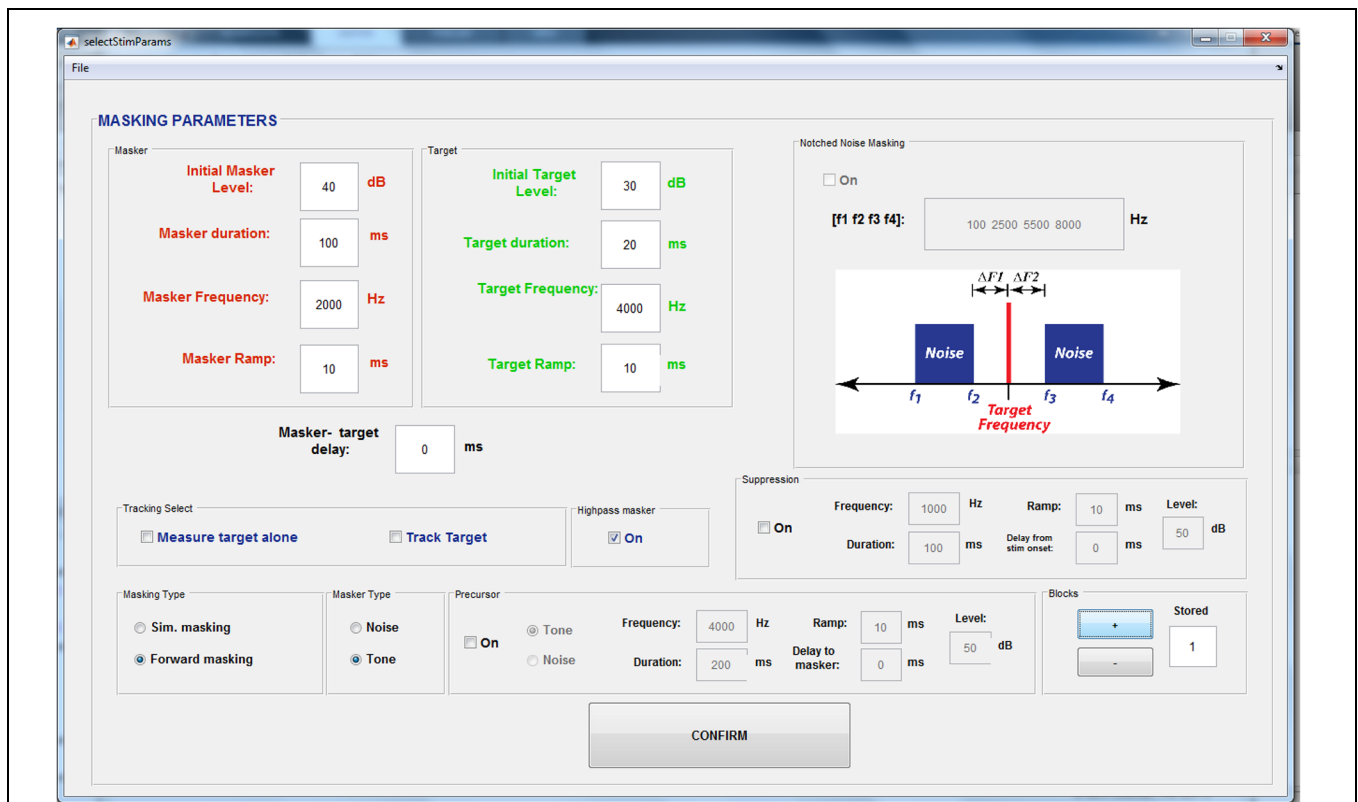 selectStimParams
File
MASKING PARAMETERS
Masker
Initial Masker
Level:
40
dB
Masker duration:
100
ms
Masker Frequency:
2000
Hz
Masker Ramp:
10
ms
Target
Initial Target
Level:
30
dB
Target duration:
20
ms
Target Frequency:
4000
Hz
Target Ramp:
10
ms
Masker- target
delay:
0
ms
Notched Noise Masking
On
[f1 f2 f3 f4]:
100 2500 5500 8000
Hz
ΔF1 ΔF2
Noise
Noise
f1 f2 f3 f4
Target
Frequency
Tracking Select
Measure target alone
Track Target
Highpass masker
On
Suppression
On
Frequency:
1000
Hz
Ramp:
10
ms
Level:
50
dB
Duration:
100
ms
Delay from
stim onset:
0
ms
Masking Type
Sim. masking
Forward masking
Masker Type
Noise
Tone
Precursor
On
Tone
Noise
Frequency:
4000
Hz
Ramp:
10
ms
Level:
50
dB
Duration:
200
ms
Delay to
masker:
0
ms
Blocks
+
-
Stored
1
CONFIRM